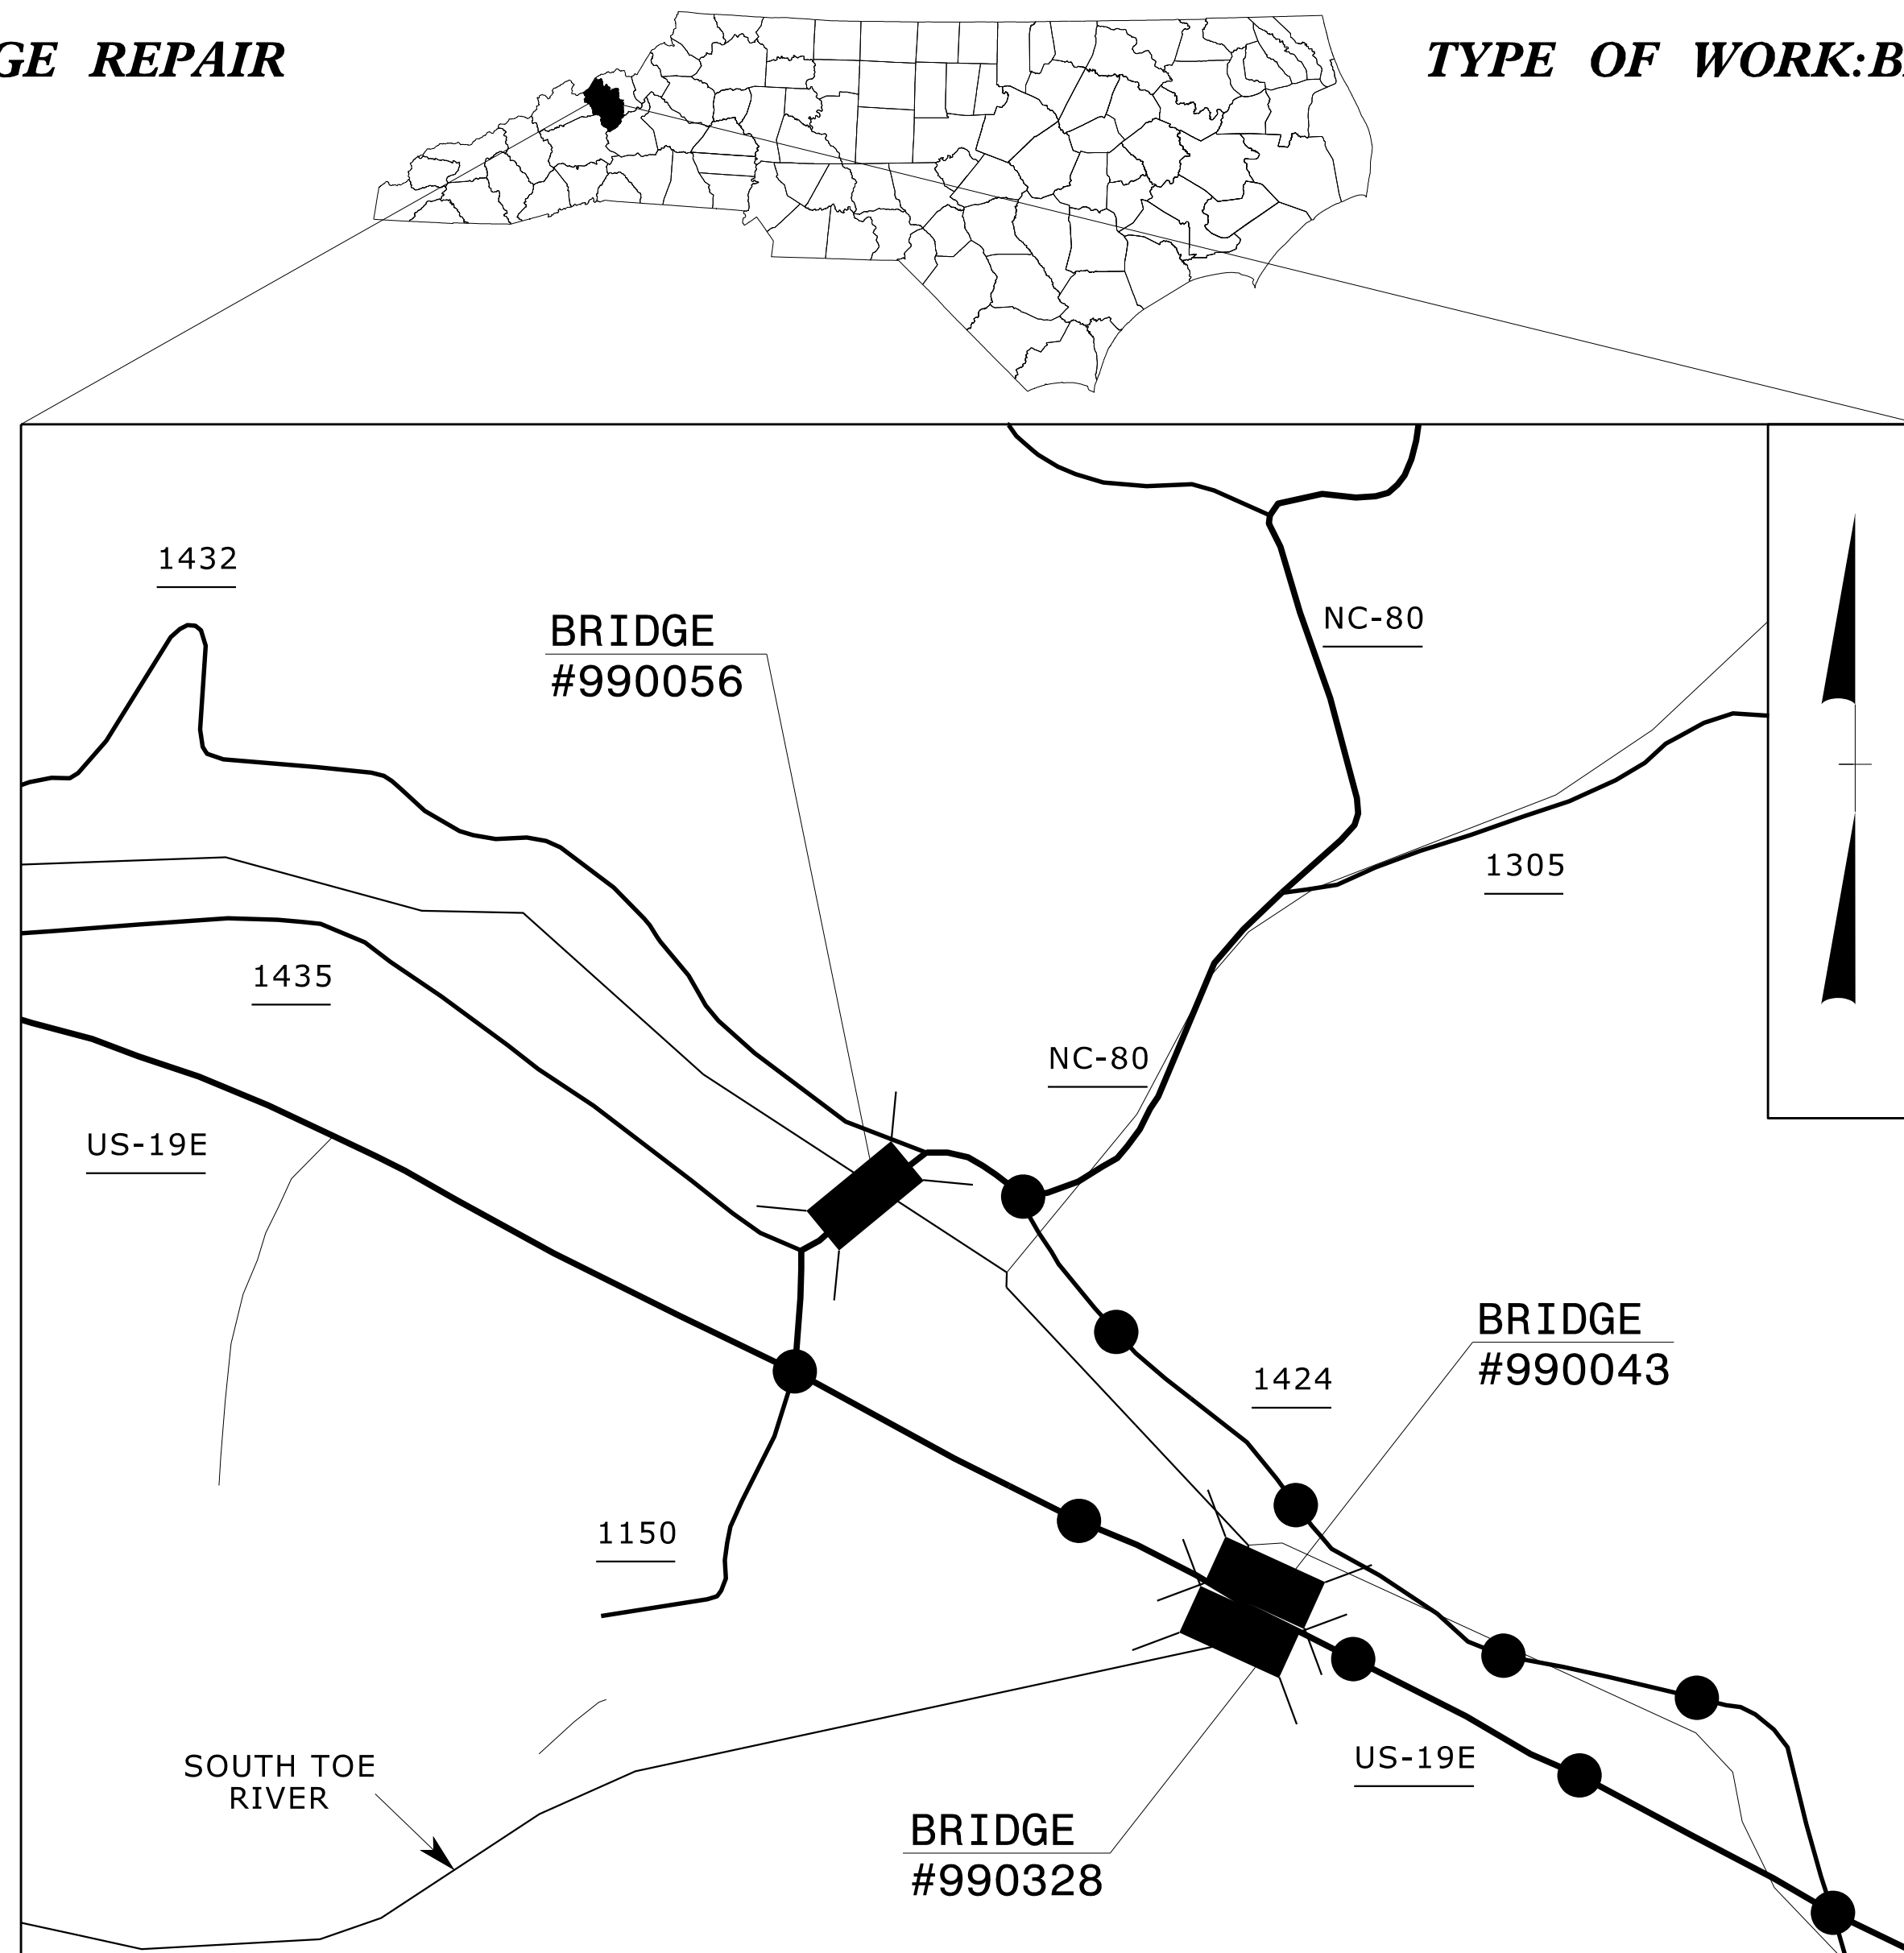 GE REPAIR
TYPE OF WORK:B
1432
BRIDGE
#990056
NC-80
1305
1435
NC-80
US-19E
BRIDGE
#990043
1424
1150
US-19E
SOUTH TOE
RIVER
BRIDGE
#990328